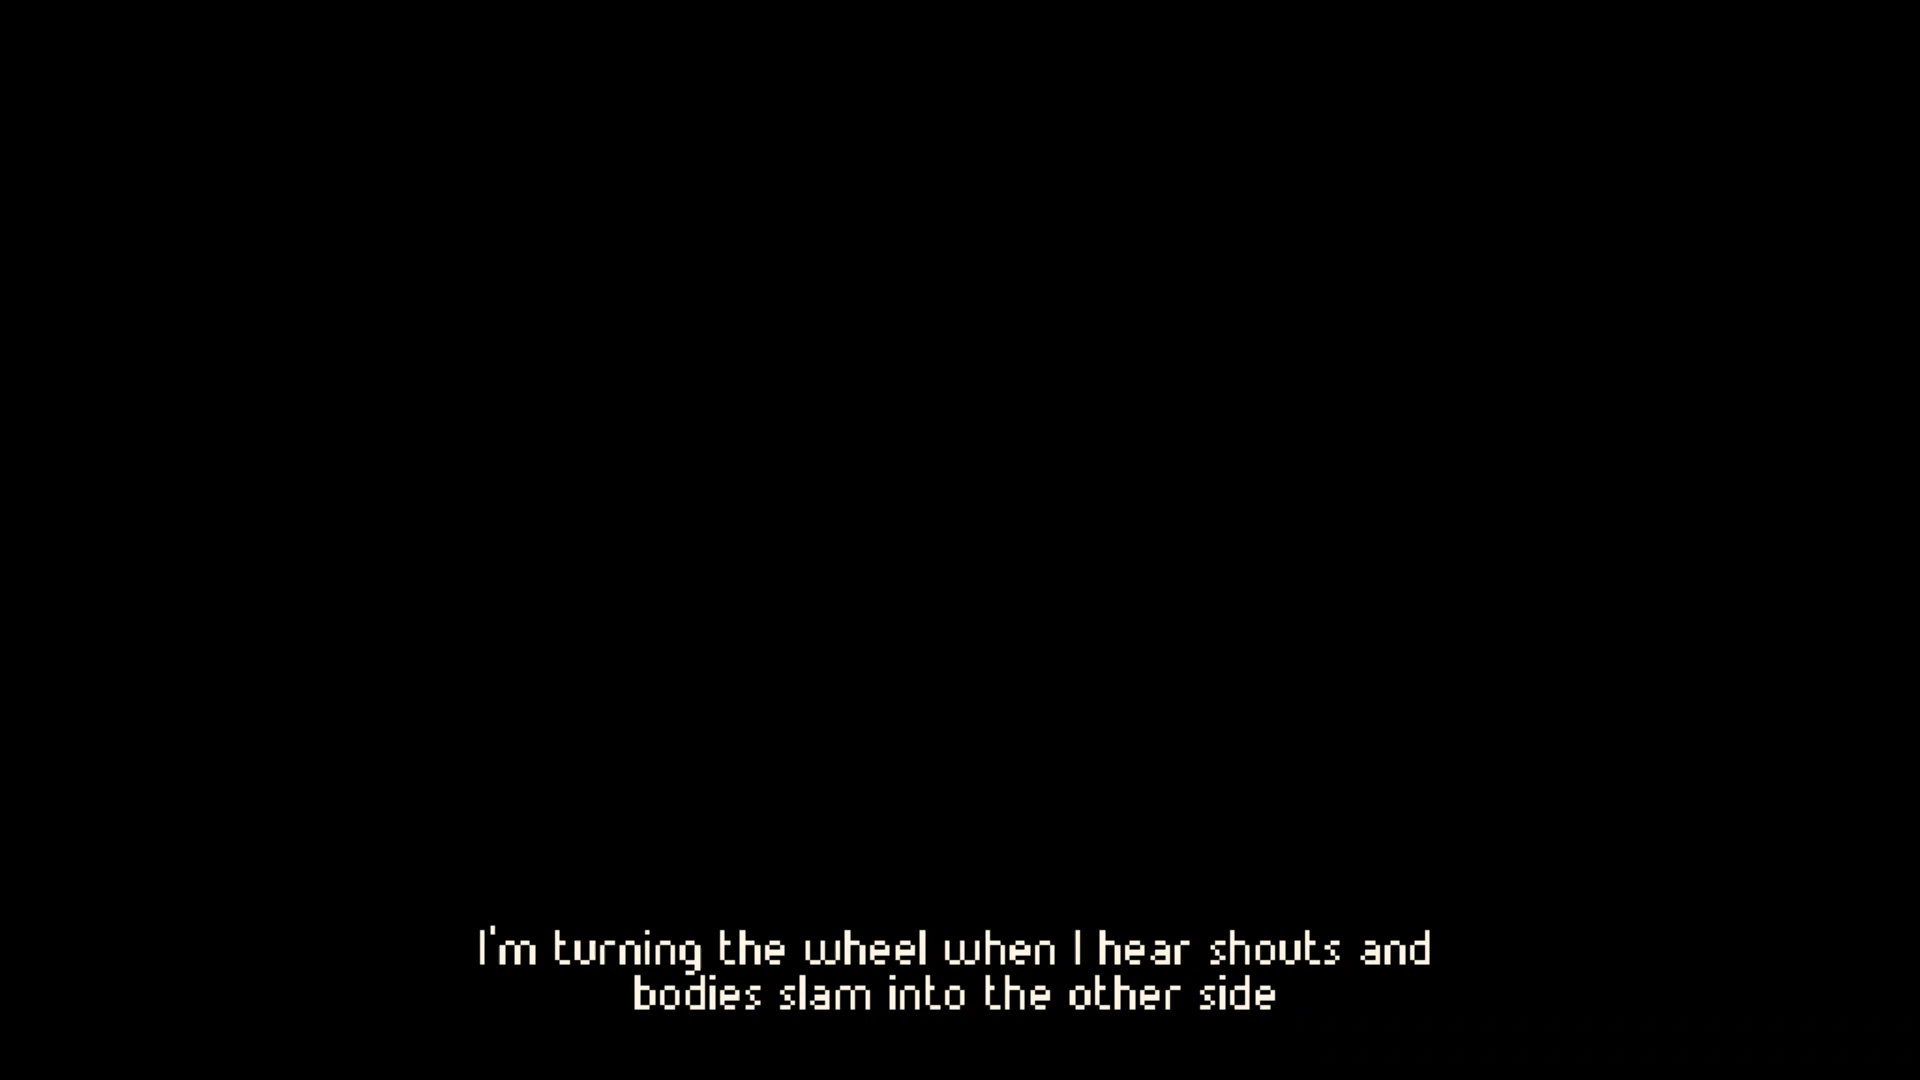 I'm turning the wheel when I hear shouts and
bodies slam into the other side